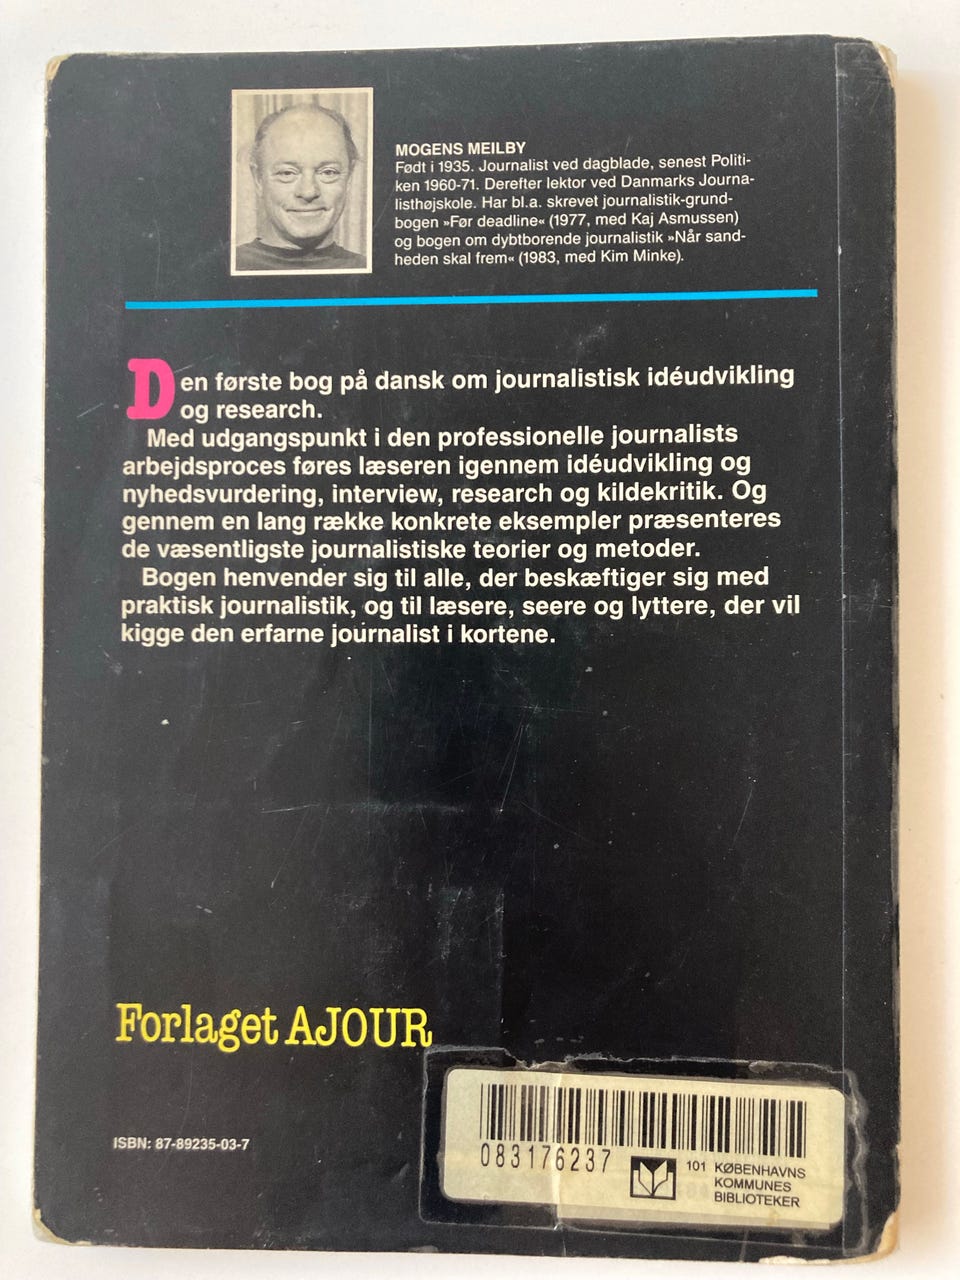 MOGENS MEILBY
Født i 1935. Journalist ved dagblade, senest Politi-
ken 1960-71. Derefter lektor ved Danmarks Journa-
listhøjskole. Har bl.a. skrevet journalistik-grund-
bogen »Før deadline« (1977, med Kaj Asmussen)
og bogen om dybtborende journalistik »Når sand-
heden skal frem« (1983, med Kim Minke).
Den første bog på dansk om journalistisk idéudvikling
og research.
Med udgangspunkt i den professionelle journalists
arbejdsproces føres læseren igennem idéudvikling og
nyhedsvurdering, interview, research og kildekritik. Og
gennem en lang række konkrete eksempler præsenteres
de væsentligste journalistiske teorier og metoder.
Bogen henvender sig til alle, der beskæftiger sig med
praktisk journalistik, og til læsere, seere og lyttere, der vil
kigge den erfarne journalist i kortene.
Forlaget AJOUR
ISBN: 87-89235-03-7
083176237
101 KØBENHAVNS
KOMMUNES
BIBLIOTEKER